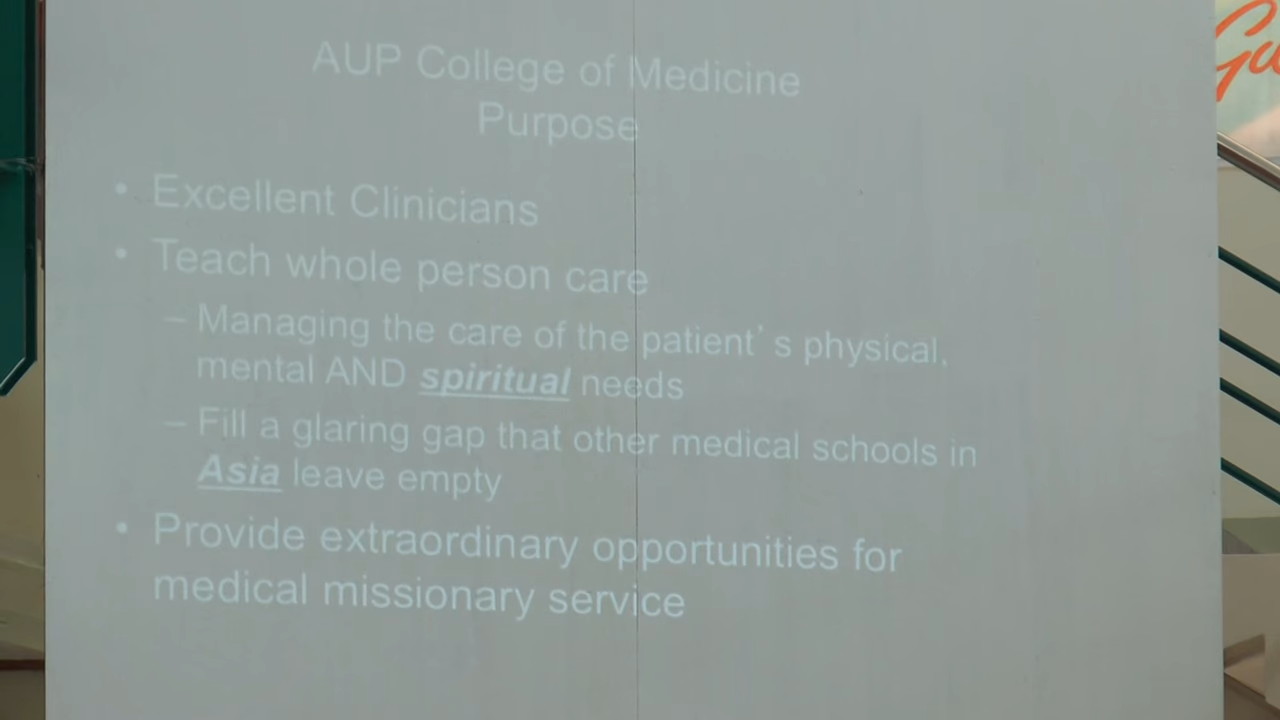 AUP College of Medicine
Purpose
• Excellent Clinicians
• Teach whole person care
– Managing the care of the patient's physical,
mental AND spiritual needs
– Fill a glaring gap that other medical schools in
Asia leave empty
• Provide extraordinary opportunities for
medical missionary service